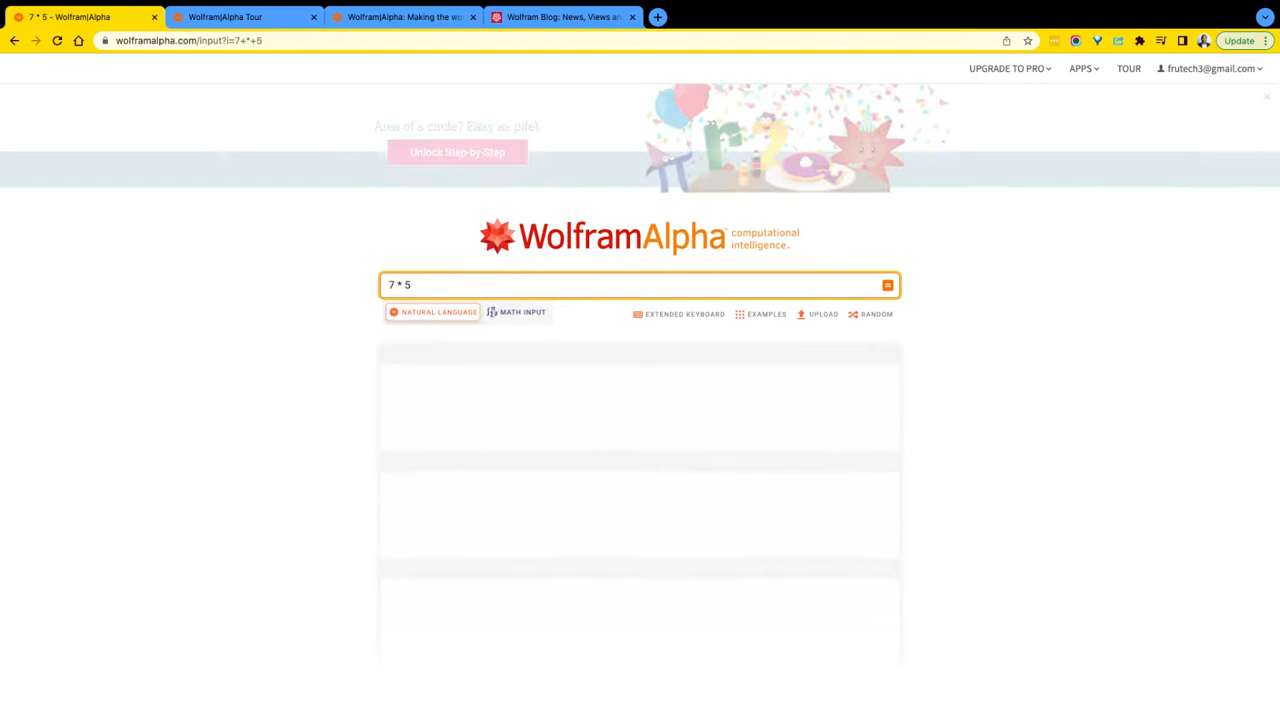 7 * 5 - Wolfram|Alpha
Wolfram|Alpha Tour
Wolfram|Alpha: Making the wo
Wolfram Blog: News, Views an
wolframalpha.com/input?i=7+*+5
Update
UPGRADE TO PRO
APPS
TOUR
frutech3@gmail.com
Area of a circle? Easy as pi(e).
Unlock Step-by-Step
WolframAlpha computational intelligence.
7 * 5
NATURAL LANGUAGE
MATH INPUT
EXTENDED KEYBOARD
EXAMPLES
UPLOAD
RANDOM